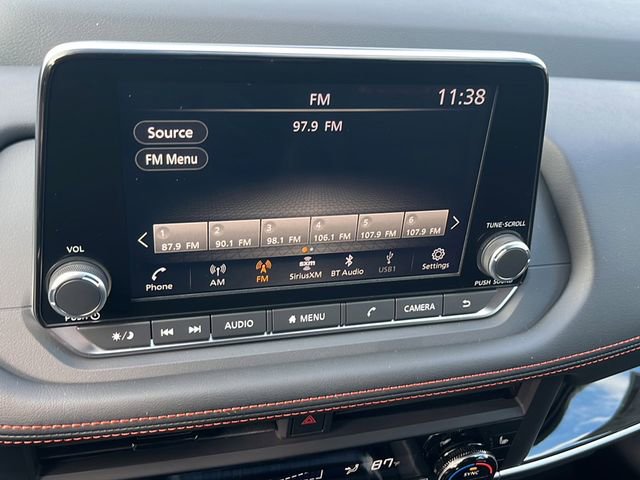 FM
11:38
97.9 FM
Source
FM Menu
1 2 3 4 5 6
87.9 FM 90.1 FM 98.1 FM 106.1 FM 107.9 FM 107.9 FM
VOL
TUNE·SCROLL
Phone AM FM SiriusXM BT Audio USB1 Settings
PUSH PUSH SOUND
AUDIO MENU CAMERA
87°F
SYNC